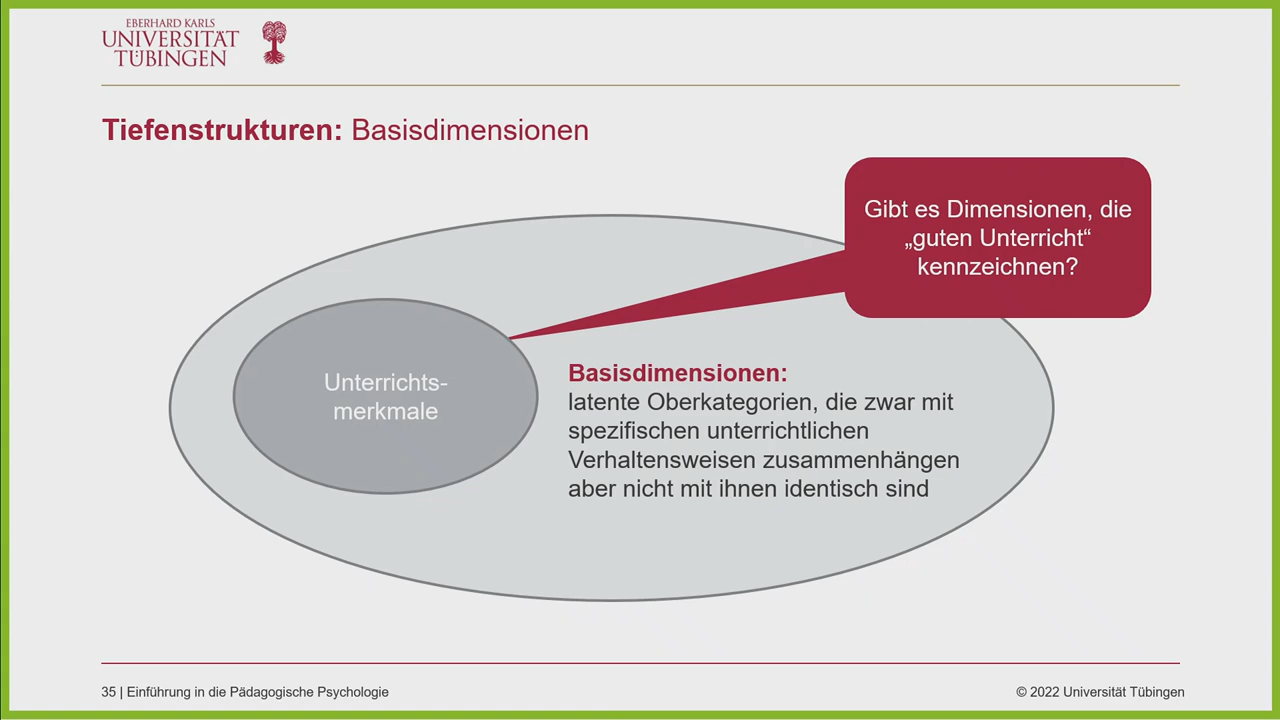 EBERHARD KARLS
UNIVERSITÄT
TÜBINGEN
Tiefenstrukturen: Basisdimensionen
Gibt es Dimensionen, die
„guten Unterricht“
kennzeichnen?
Unterrichts-
merkmale
Basisdimensionen:
latente Oberkategorien, die zwar mit
spezifischen unterrichtlichen
Verhaltensweisen zusammenhängen
aber nicht mit ihnen identisch sind
35 | Einführung in die Pädagogische Psychologie
© 2022 Universität Tübingen